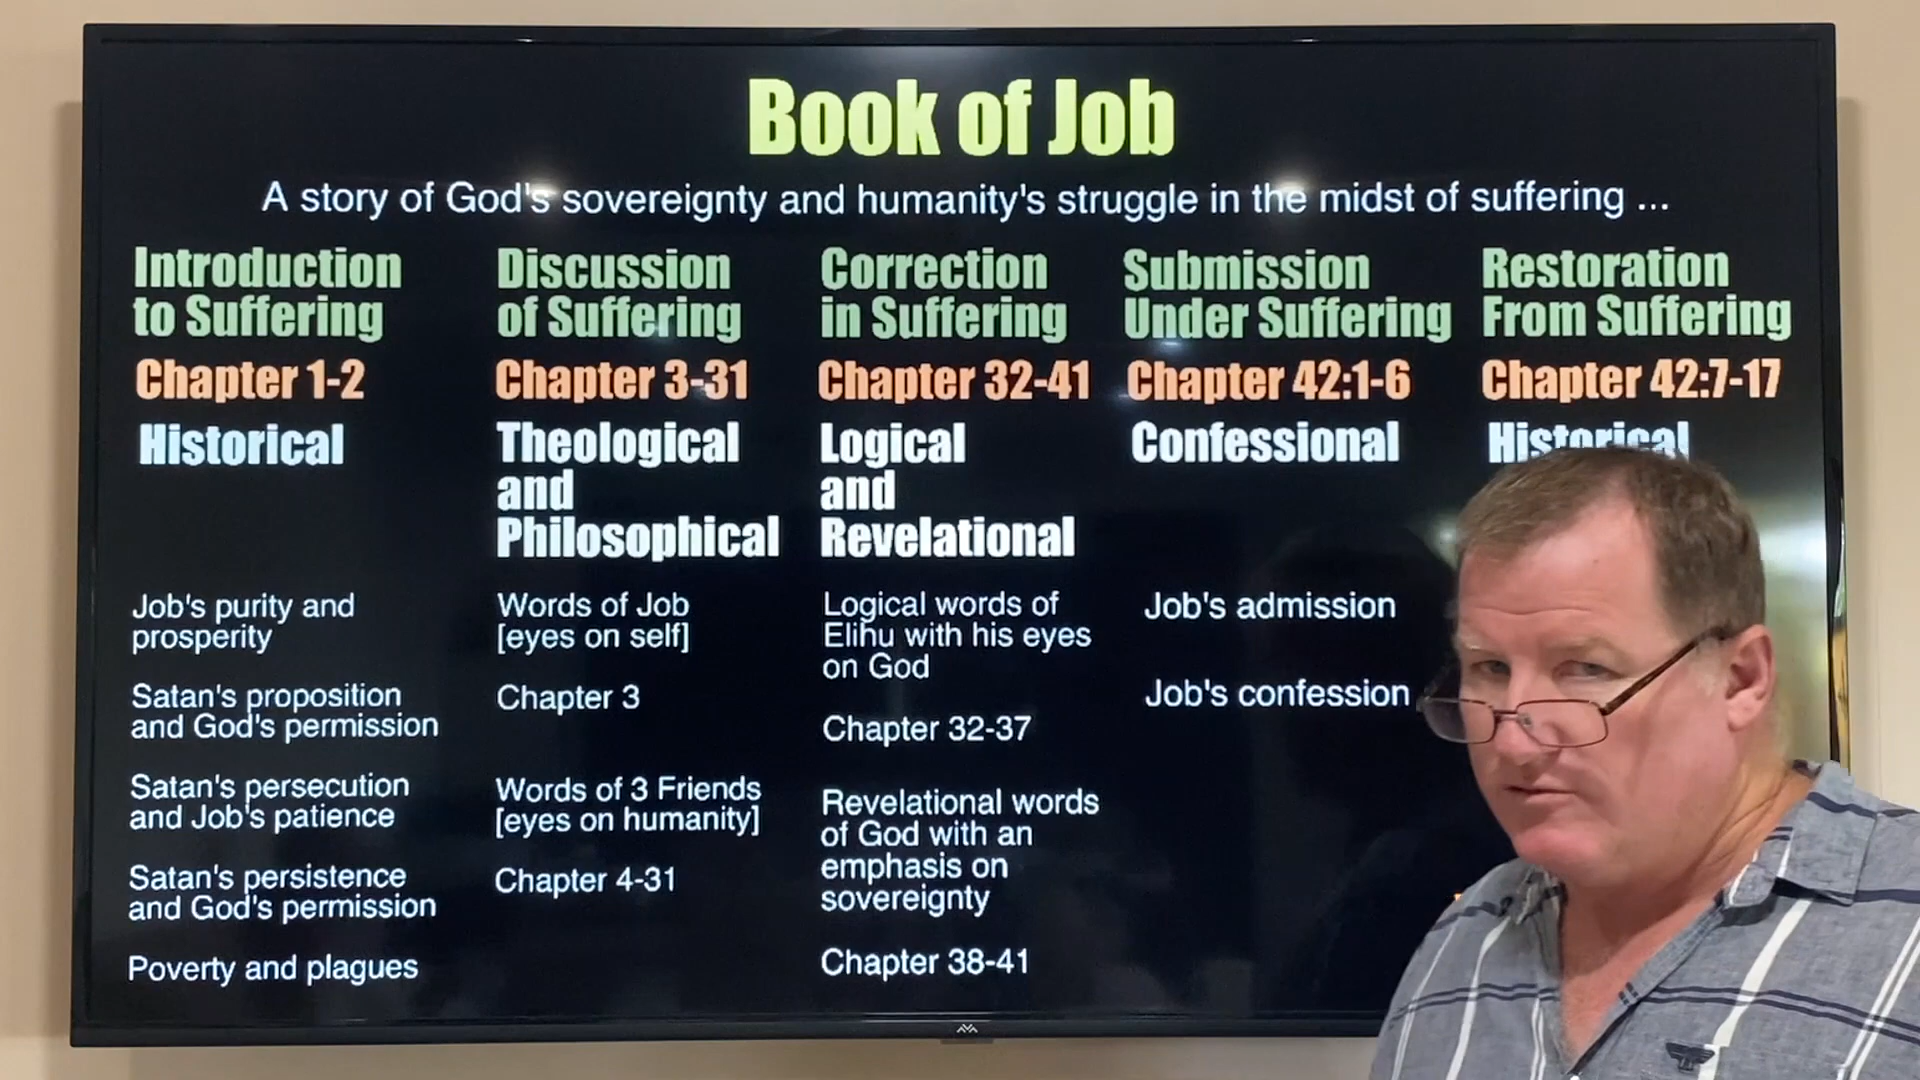 Book of Job
A story of God's sovereignty and humanity's struggle in the midst of suffering ...
Introduction
to Suffering
Chapter 1-2
Historical
Job's purity and
prosperity
Satan's proposition
and God's permission
Satan's persecution
and Job's patience
Satan's persistence
and God's permission
Poverty and plagues
Discussion
of Suffering
Chapter 3-31
Theological
and
Philosophical
Words of Job
[eyes on self]
Chapter 3
Words of 3 Friends
[eyes on humanity]
Chapter 4-31
Correction
in Suffering
Chapter 32-41
Logical
and
Revelational
Logical words of
Elihu with his eyes
on God
Chapter 32-37
Revelational words
of God with an
emphasis on
sovereignty
Chapter 38-41
Submission
Under Suffering
Chapter 42:1-6
Confessional
Job's admission
Job's confession
Restoration
From Suffering
Chapter 42:7-17
Historical